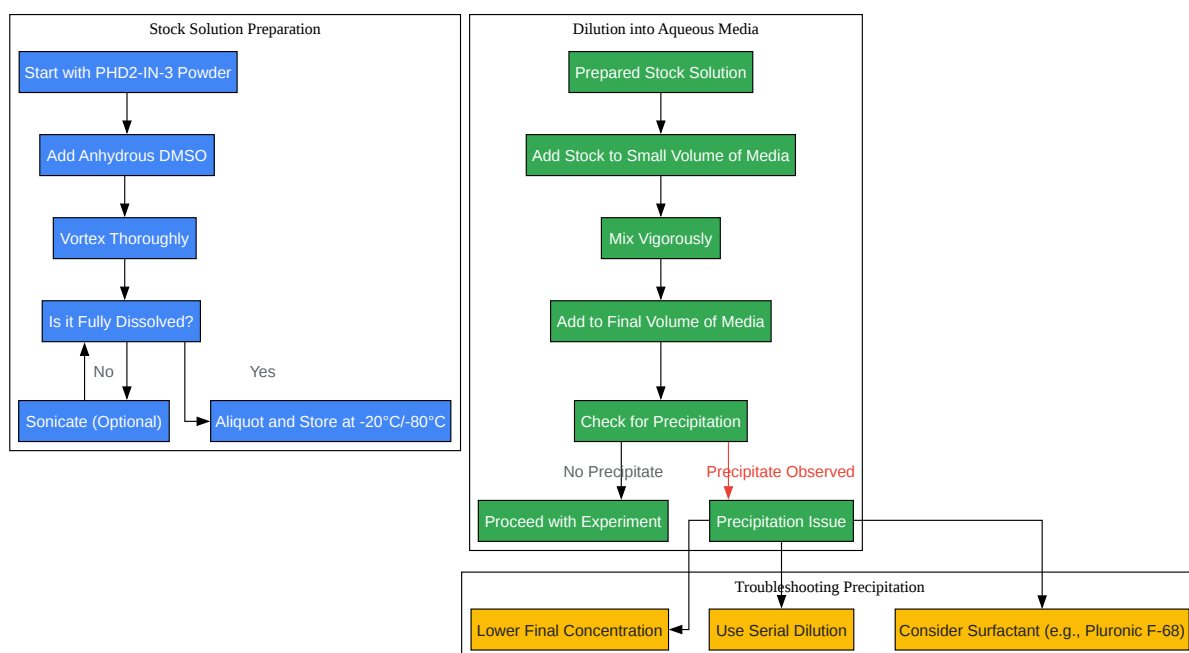 Stock Solution Preparation
Start with PHD2-IN-3 Powder
Add Anhydrous DMSO
Vortex Thoroughly
Is it Fully Dissolved?
No
Yes
Sonicate (Optional)
Aliquot and Store at -20°C/-80°C
Dilution into Aqueous Media
Prepared Stock Solution
Add Stock to Small Volume of Media
Mix Vigorously
Add to Final Volume of Media
Check for Precipitation
No Precipitate
Precipitate Observed
Proceed with Experiment
Precipitation Issue
Troubleshooting Precipitation
Lower Final Concentration
Use Serial Dilution
Consider Surfactant (e.g., Pluronic F-68)